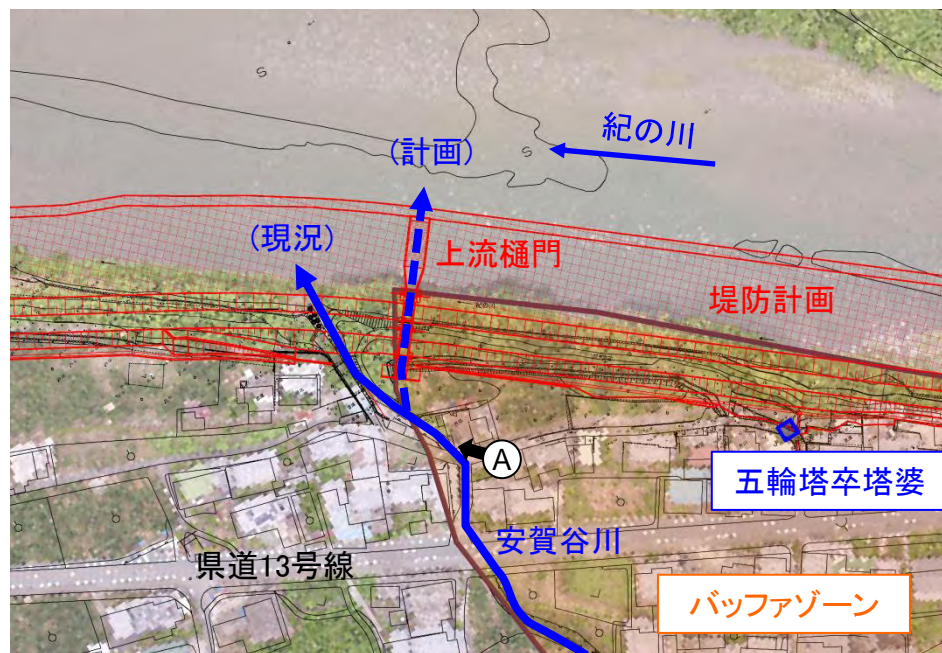 紀の川
(計画)
(現況)
上流樋門
堤防計画
A
五輪塔卒塔婆
安賀谷川
県道13号線
バッファゾーン